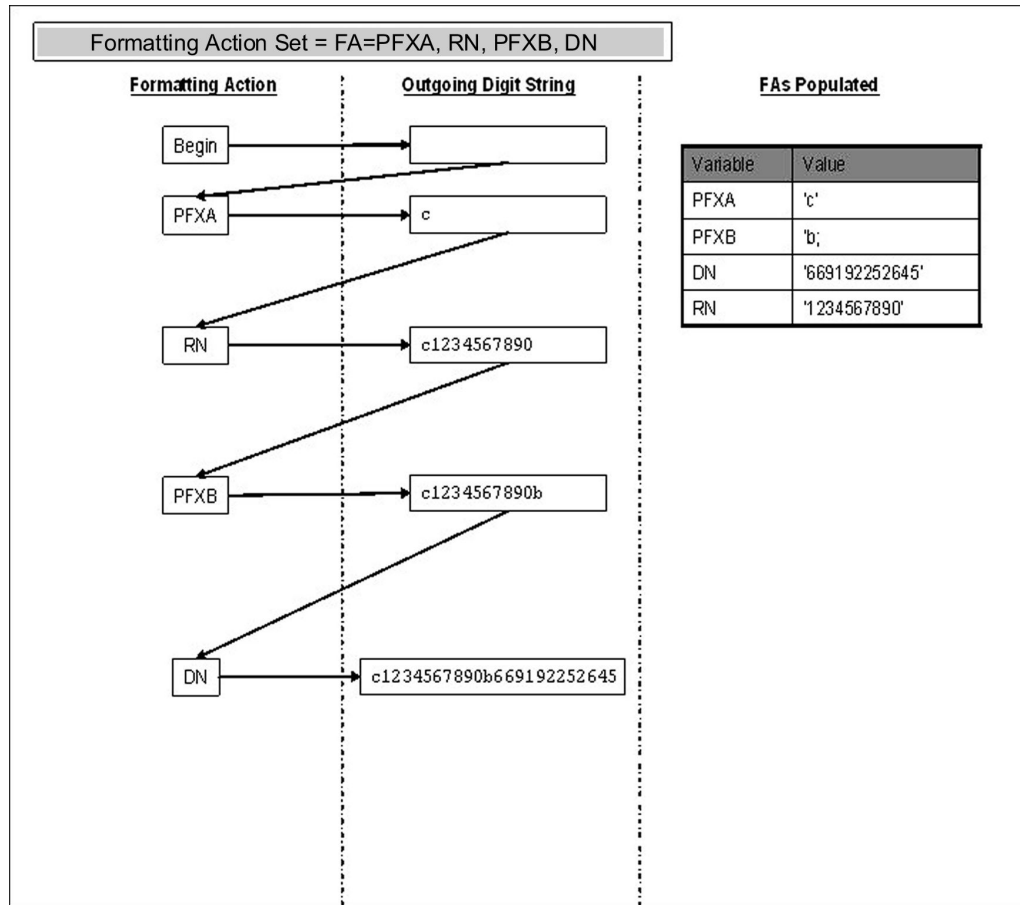 Formatting Action Set = FA=PFXA, RN, PFXB, DN
Formatting Action
Outgoing Digit String
FAs Populated
Begin
PFXA
c
RN
c1234567890
PFXB
c1234567890b
DN
c1234567890b669192252645
Variable Value
PFXA 'c'
PFXB 'b;
DN '669192252645'
RN '1234567890'